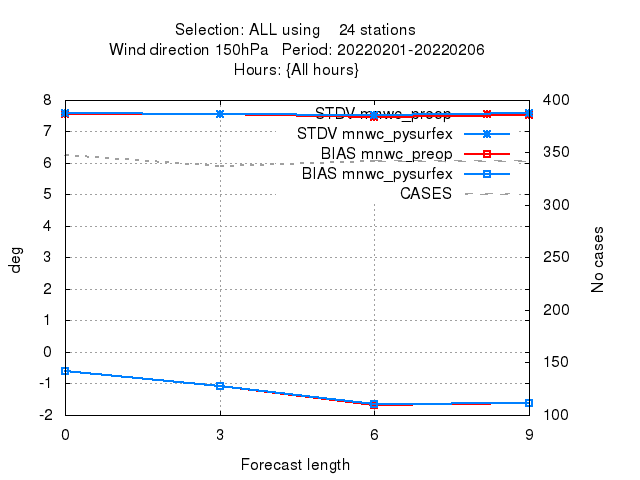 Selection: ALL using 24 stations
Wind direction 150hPa Period: 20220201-20220206
Hours: {All hours}
8 400
STDV mnwc_preop
STDV mnwc_pysurfex
7
BIAS mnwc_preop
350
6
BIAS mnwc_pysurfex
CASES
5
300
4
3
250
deg
No cases
2
200
1
0
150
-1
-2 100
0 3 6 9
Forecast length